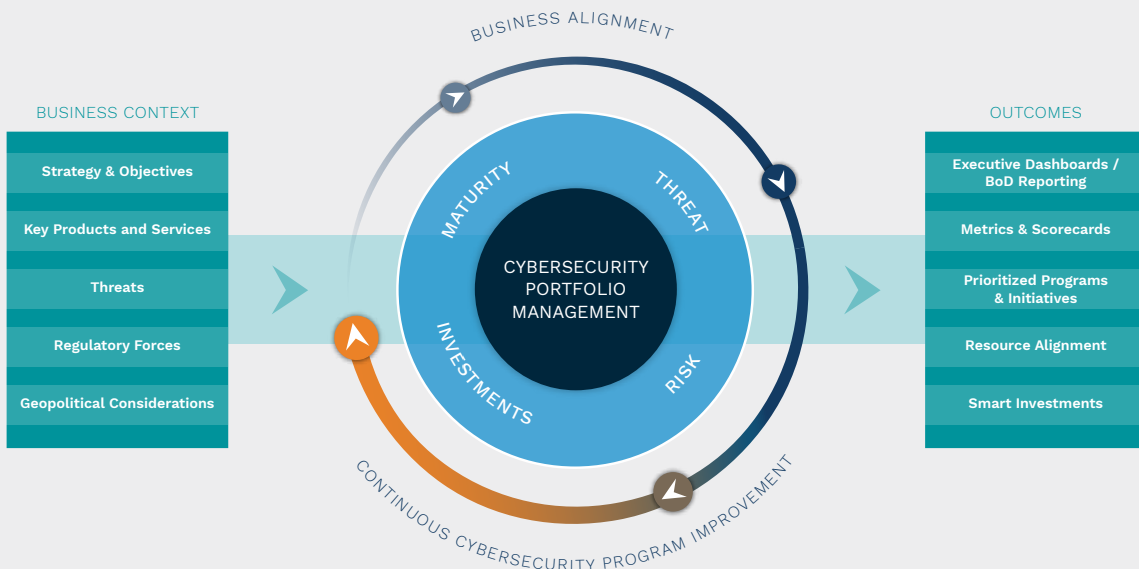 BUSINESS ALIGNMENT
BUSINESS CONTEXT
Strategy & Objectives
Key Products and Services
Threats
Regulatory Forces
Geopolitical Considerations
MATURITY
THREAT
CYBERSECURITY
PORTFOLIO
MANAGEMENT
INVESTMENTS
RISK
CONTINUOUS CYBERSECURITY PROGRAM IMPROVEMENT
OUTCOMES
Executive Dashboards /
BoD Reporting
Metrics & Scorecards
Prioritized Programs
& Initiatives
Resource Alignment
Smart Investments